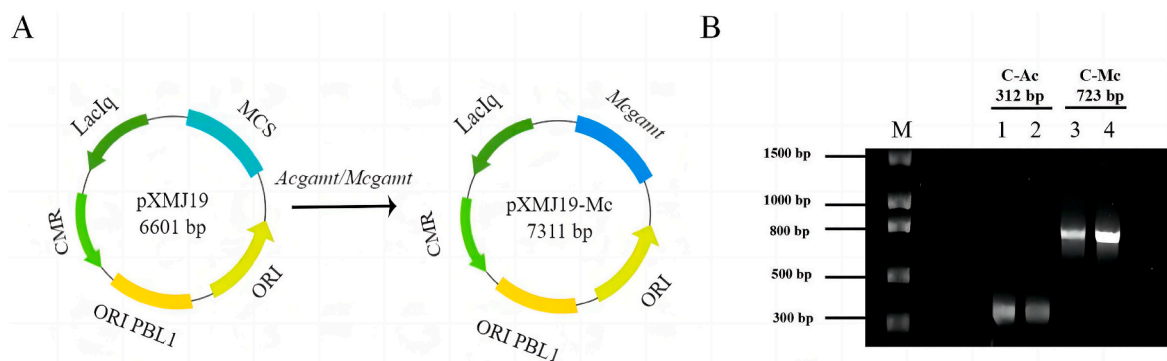 A
LacIq
MCS
pXMJ19
6601 bp
CMR
ORI PBL1
ORI
Acgamt/Mcgamt
LacIq
Mcgamt
pXMJ19-Mc
7311 bp
CMR
ORI PBL1
ORI
B
C-Ac C-Mc
312 bp 723 bp
M 1 2 3 4
1500 bp
1000 bp
800 bp
500 bp
300 bp